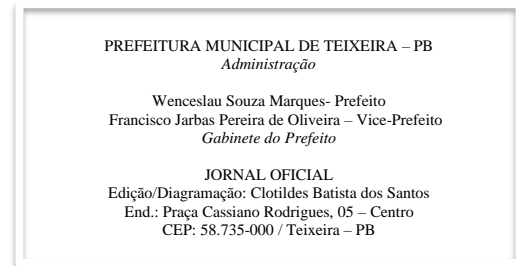 PREFEITURA MUNICIPAL DE TEIXEIRA – PB
Administração
Wenceslau Souza Marques- Prefeito
Francisco Jarbas Pereira de Oliveira – Vice-Prefeito
Gabinete do Prefeito
JORNAL OFICIAL
Edição/Diagramação: Clotildes Batista dos Santos
End.: Praça Cassiano Rodrigues, 05 – Centro
CEP: 58.735-000 / Teixeira – PB